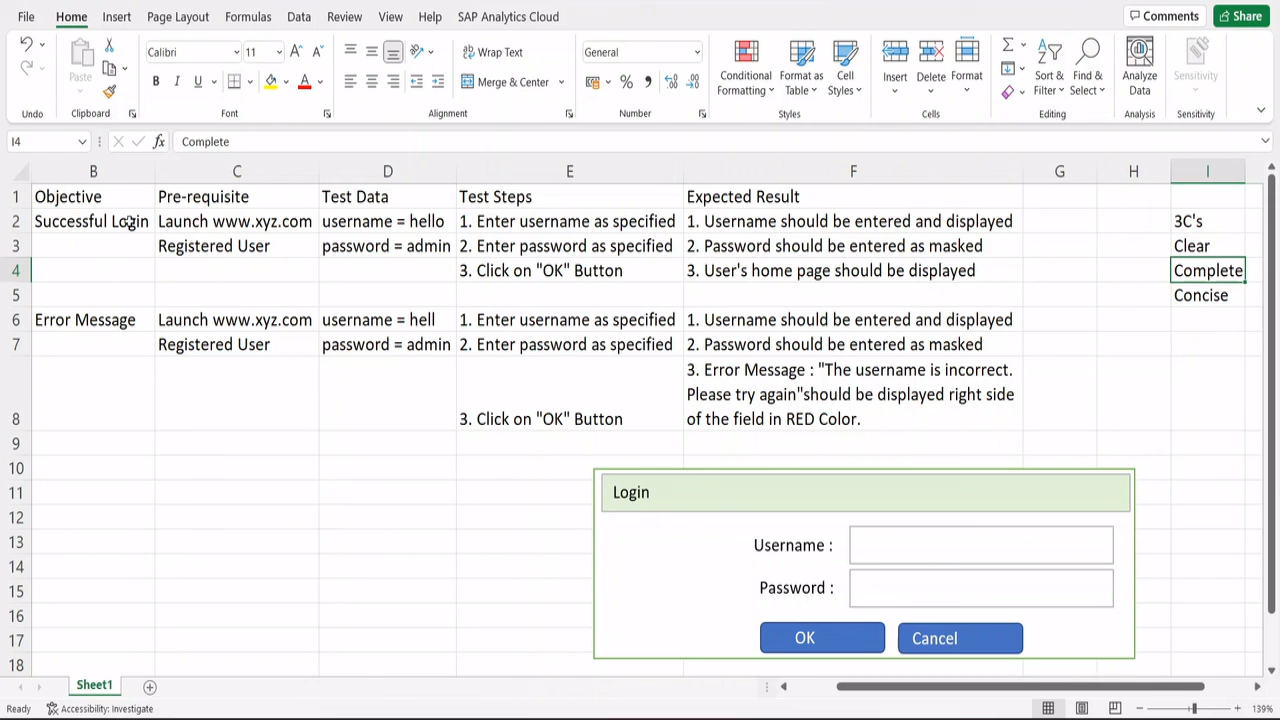 File Home Insert Page Layout Formulas Data Review View Help SAP Analytics Cloud Comments Share
Calibri 11 Wrap Text General
Paste Merge & Center Conditional Formatting Format as Table Cell Styles Insert Delete Format Sort & Filter Find & Select Analyze Data Sensitivity
Undo Clipboard Font Alignment Number Styles Cells Editing Analysis Sensitivity
I4 fx Complete
B C D E F G H I
1 Objective Pre-requisite Test Data Test Steps Expected Result
2 Successful Login Launch www.xyz.com username = hello 1. Enter username as specified 1. Username should be entered and displayed 3C's
3 Registered User password = admin 2. Enter password as specified 2. Password should be entered as masked Clear
4 3. Click on "OK" Button 3. User's home page should be displayed Complete
5 Concise
6 Error Message Launch www.xyz.com username = hell 1. Enter username as specified 1. Username should be entered and displayed
7 Registered User password = admin 2. Enter password as specified 2. Password should be entered as masked
3. Error Message : "The username is incorrect.
Please try again"should be displayed right side
8 3. Click on "OK" Button of the field in RED Color.
9
10
11 Login
12
13 Username :
14
15 Password :
16
17 OK Cancel
18
Sheet1
Ready Accessibility: Investigate 139%